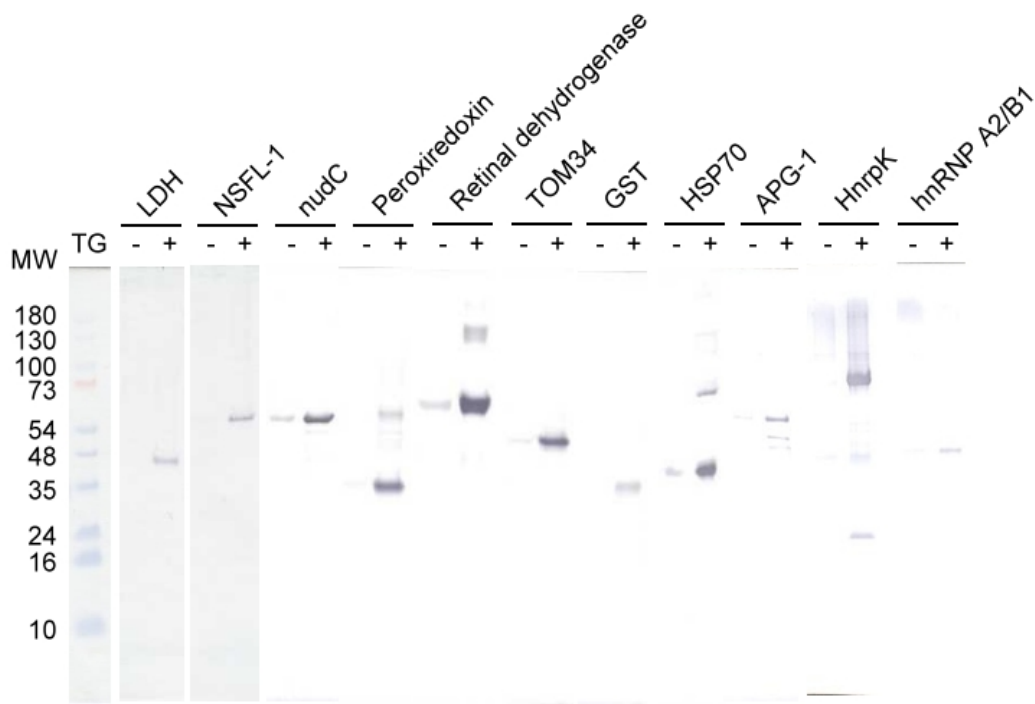 LDH
NSFL-1
nudC
Peroxiredoxin
Retinal dehydrogenase
TOM34
GST
HSP70
APG-1
HnrpK
hnRNP A2/B1
TG - + - + - + - + - + - + - + - + - + - + - +
MW
180
130
100
73
54
48
35
24
16
10